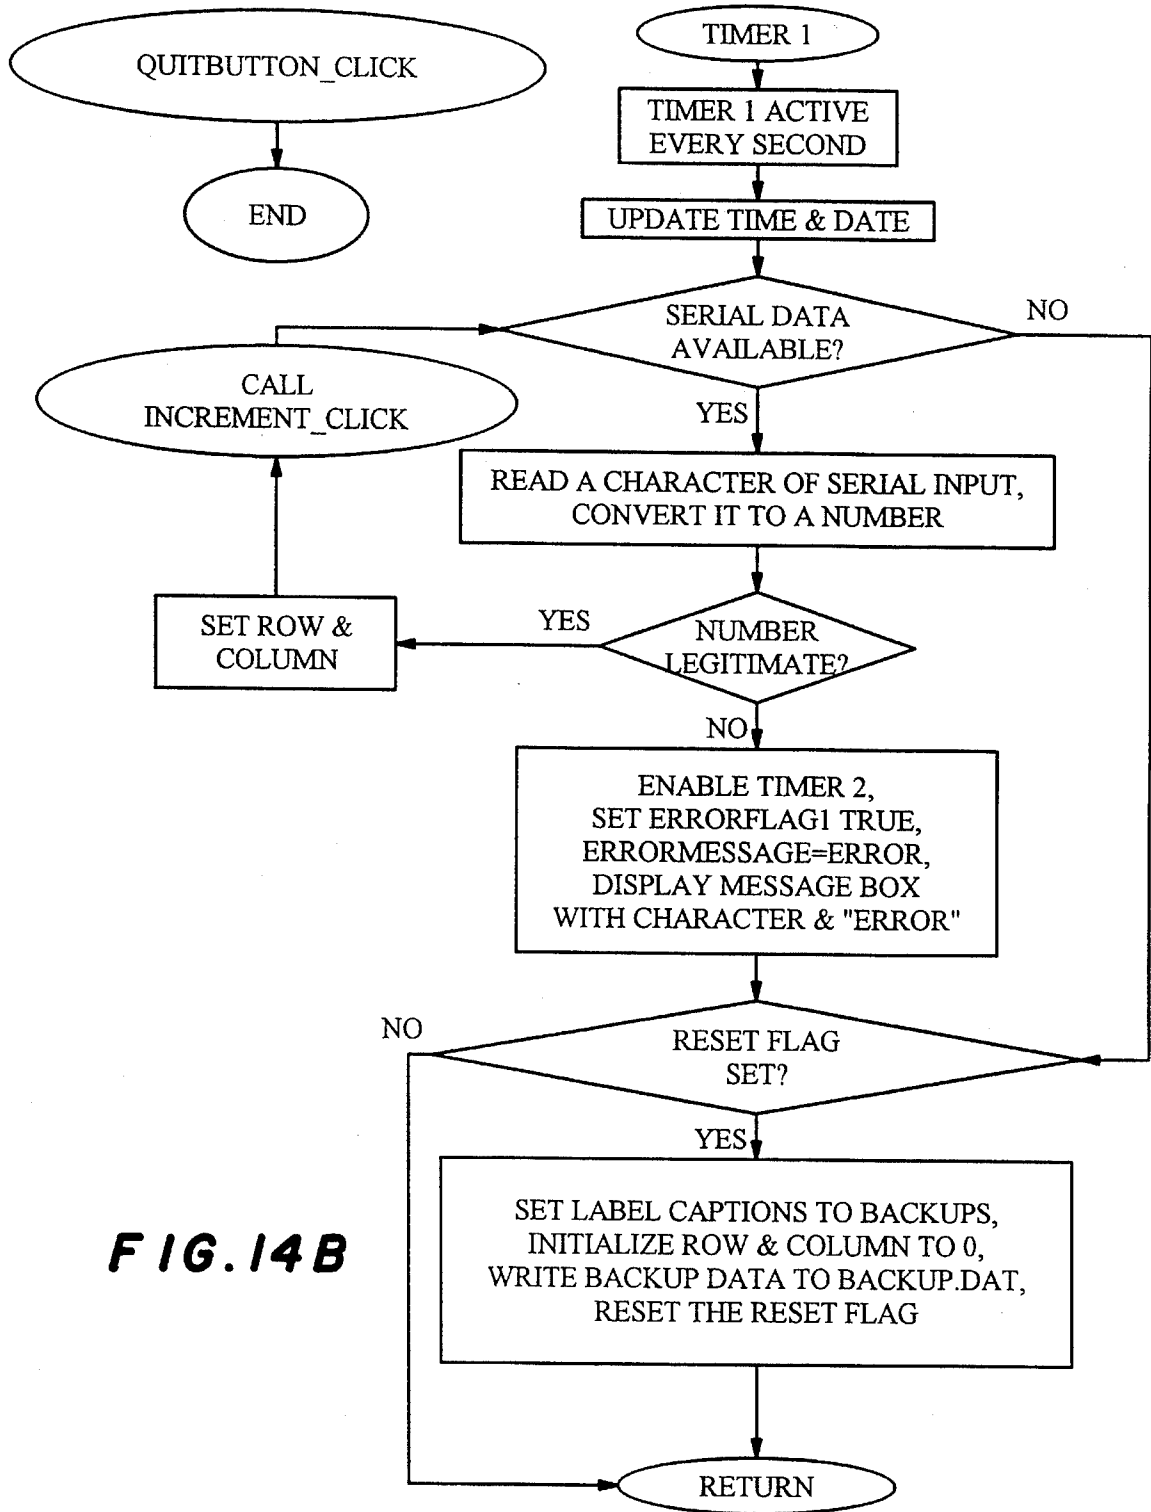 QUITBUTTON_CLICK
END
TIMER 1
TIMER 1 ACTIVE
EVERY SECOND
UPDATE TIME & DATE
SERIAL DATA
AVAILABLE?
NO
YES
CALL
INCREMENT_CLICK
READ A CHARACTER OF SERIAL INPUT,
CONVERT IT TO A NUMBER
NUMBER
LEGITIMATE?
YES
SET ROW &
COLUMN
NO
ENABLE TIMER 2,
SET ERRORFLAG1 TRUE,
ERRORMESSAGE=ERROR,
DISPLAY MESSAGE BOX
WITH CHARACTER & "ERROR"
RESET FLAG
SET?
NO
YES
SET LABEL CAPTIONS TO BACKUPS,
INITIALIZE ROW & COLUMN TO 0,
WRITE BACKUP DATA TO BACKUP.DAT,
RESET THE RESET FLAG
RETURN
FIG.14B